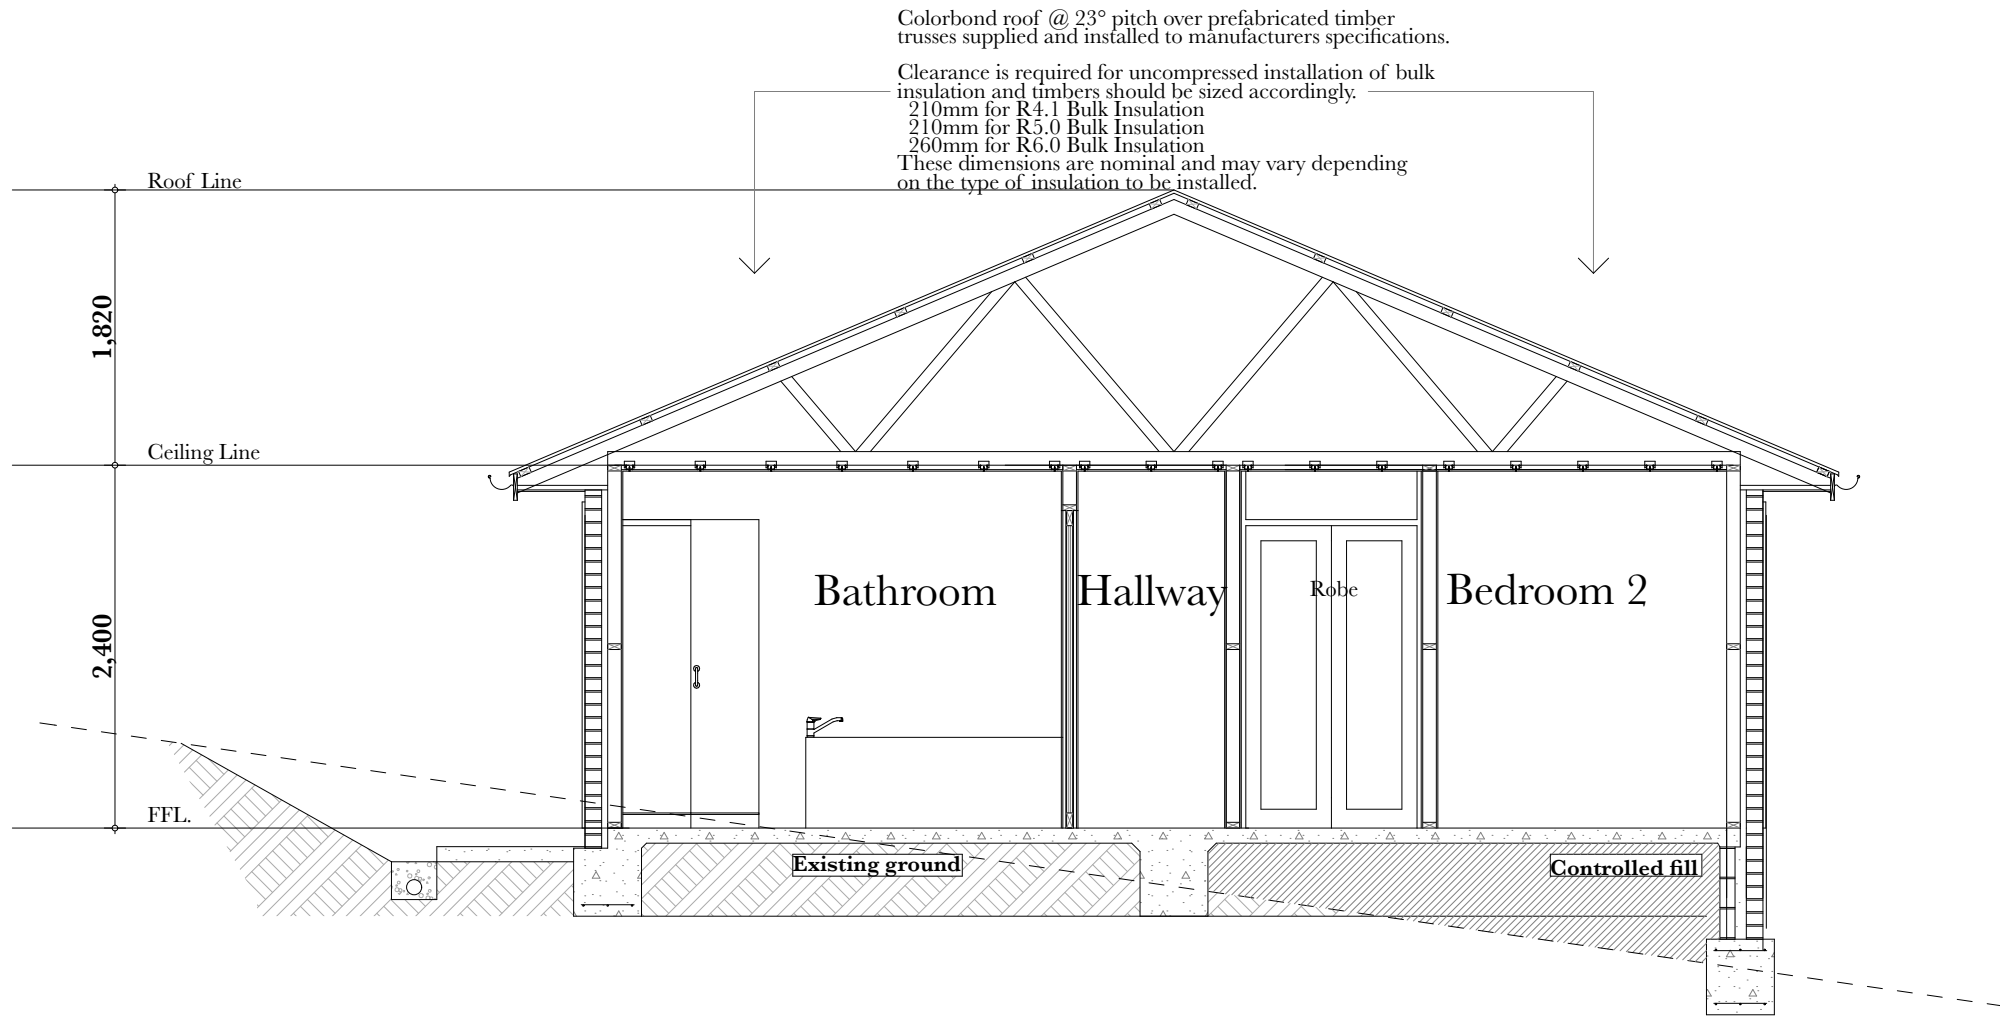 Colorbond roof @ 23° pitch over prefabricated timber
trusses supplied and installed to manufacturers specifications.
Clearance is required for uncompressed installation of bulk
insulation and timbers should be sized accordingly.
210mm for R4.1 Bulk Insulation
210mm for R5.0 Bulk Insulation
260mm for R6.0 Bulk Insulation
These dimensions are nominal and may vary depending
on the type of insulation to be installed.
Roof Line
1,820
Ceiling Line
Bathroom
Hallway
Robe
Bedroom 2
2,400
FFL.
Existing ground
Controlled fill